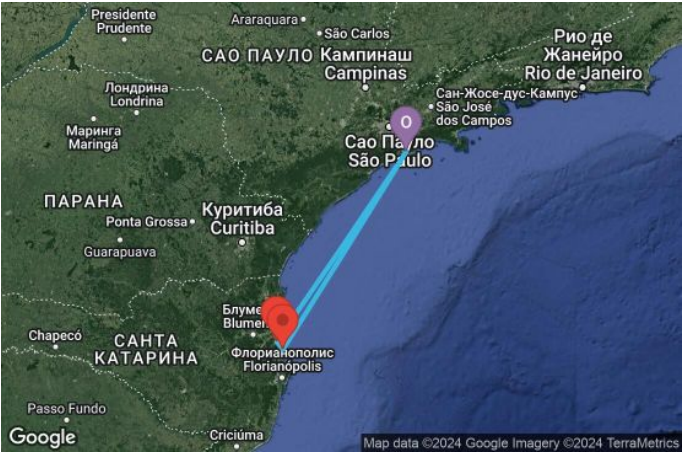 Presidente
Prudente
Araraquara
São Carlos
САО ПАУЛО
Кампинаш
Campinas
Рио де
Жанейро
Rio de Janeiro
Лондрина
Londrina
Сан-Жосе-дус-Кампус
São José
dos Campos
O
Маринга
Maringá
Сао Пауло
São Paulo
ПАРАНА
Ponta Grossa
Куритиба
Curitiba
Guarapuava
Блуме
Blumen
Chapecó
САНТА
КАТАРИНА
Флорианополис
Florianópolis
Passo Fundo
Criciúma
Google
Map data ©2024 Google Imagery ©2024 TerraMetrics